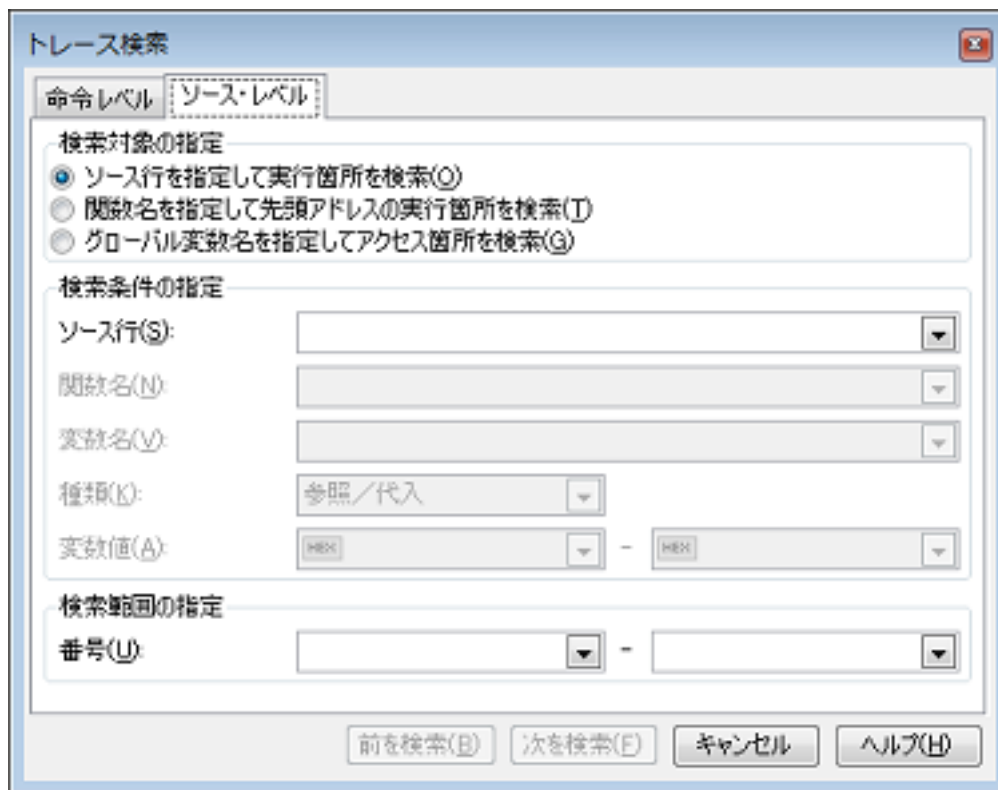 トレース検索
命令レベル ソース・レベル
検索対象の指定
ソース行を指定して実行箇所を検索(O)
関数名を指定して先頭アドレスの実行箇所を検索(T)
グローバル変数名を指定してアクセス箇所を検索(G)
検索条件の指定
ソース行(S):
関数名(N):
変数名(V):
種類(K): 参照/代入
変数値(A): HEX - HEX
検索範囲の指定
番号(U): -
前を検索(B) 次を検索(F) キャンセル ヘルプ(H)